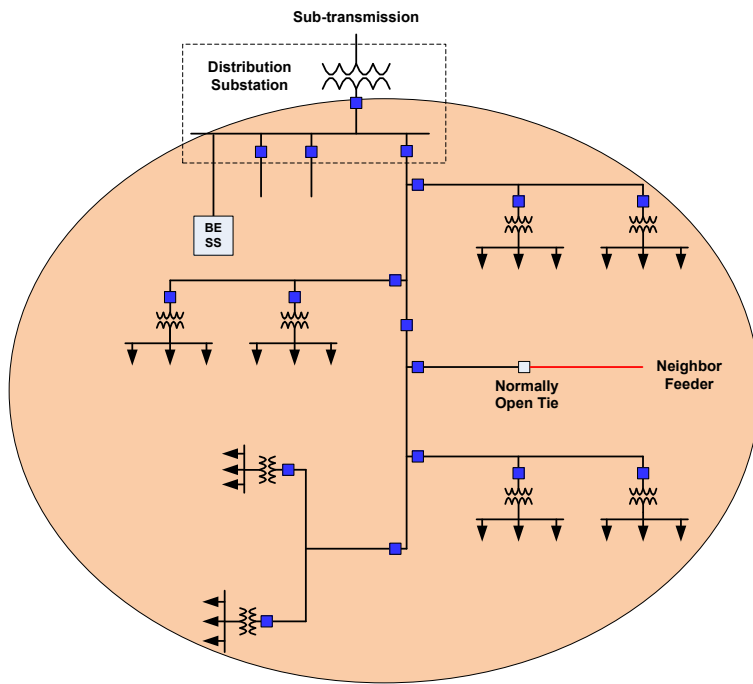 Sub-transmission
Distribution
Substation
BE
SS
Neighbor
Feeder
Normally
Open Tie